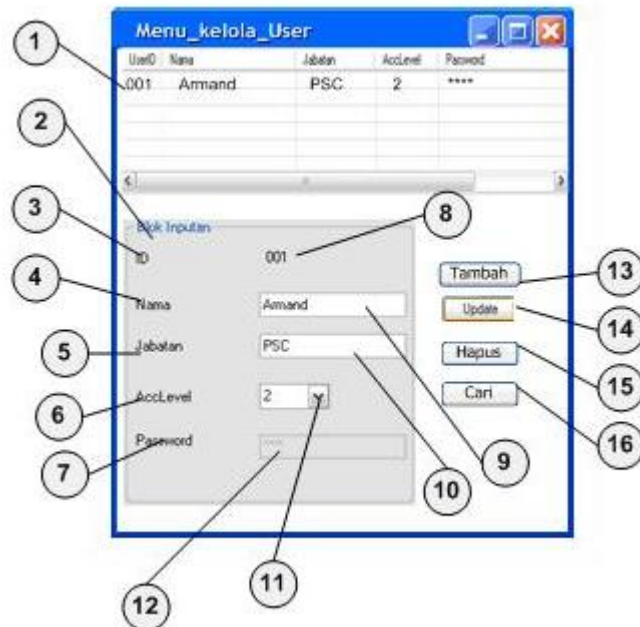 Menu_kelola_User
1
UserID Nama Jabatan AccLevel Password
001 Armand PSC 2 ****
2
Blok Inputan
3
ID 001
8
4
Nama Armand
5
Jabatan PSC
6
AccLevel 2
7
Password ****
Tambah
13
Update
14
Hapus
15
Cari
16
9
10
11
12